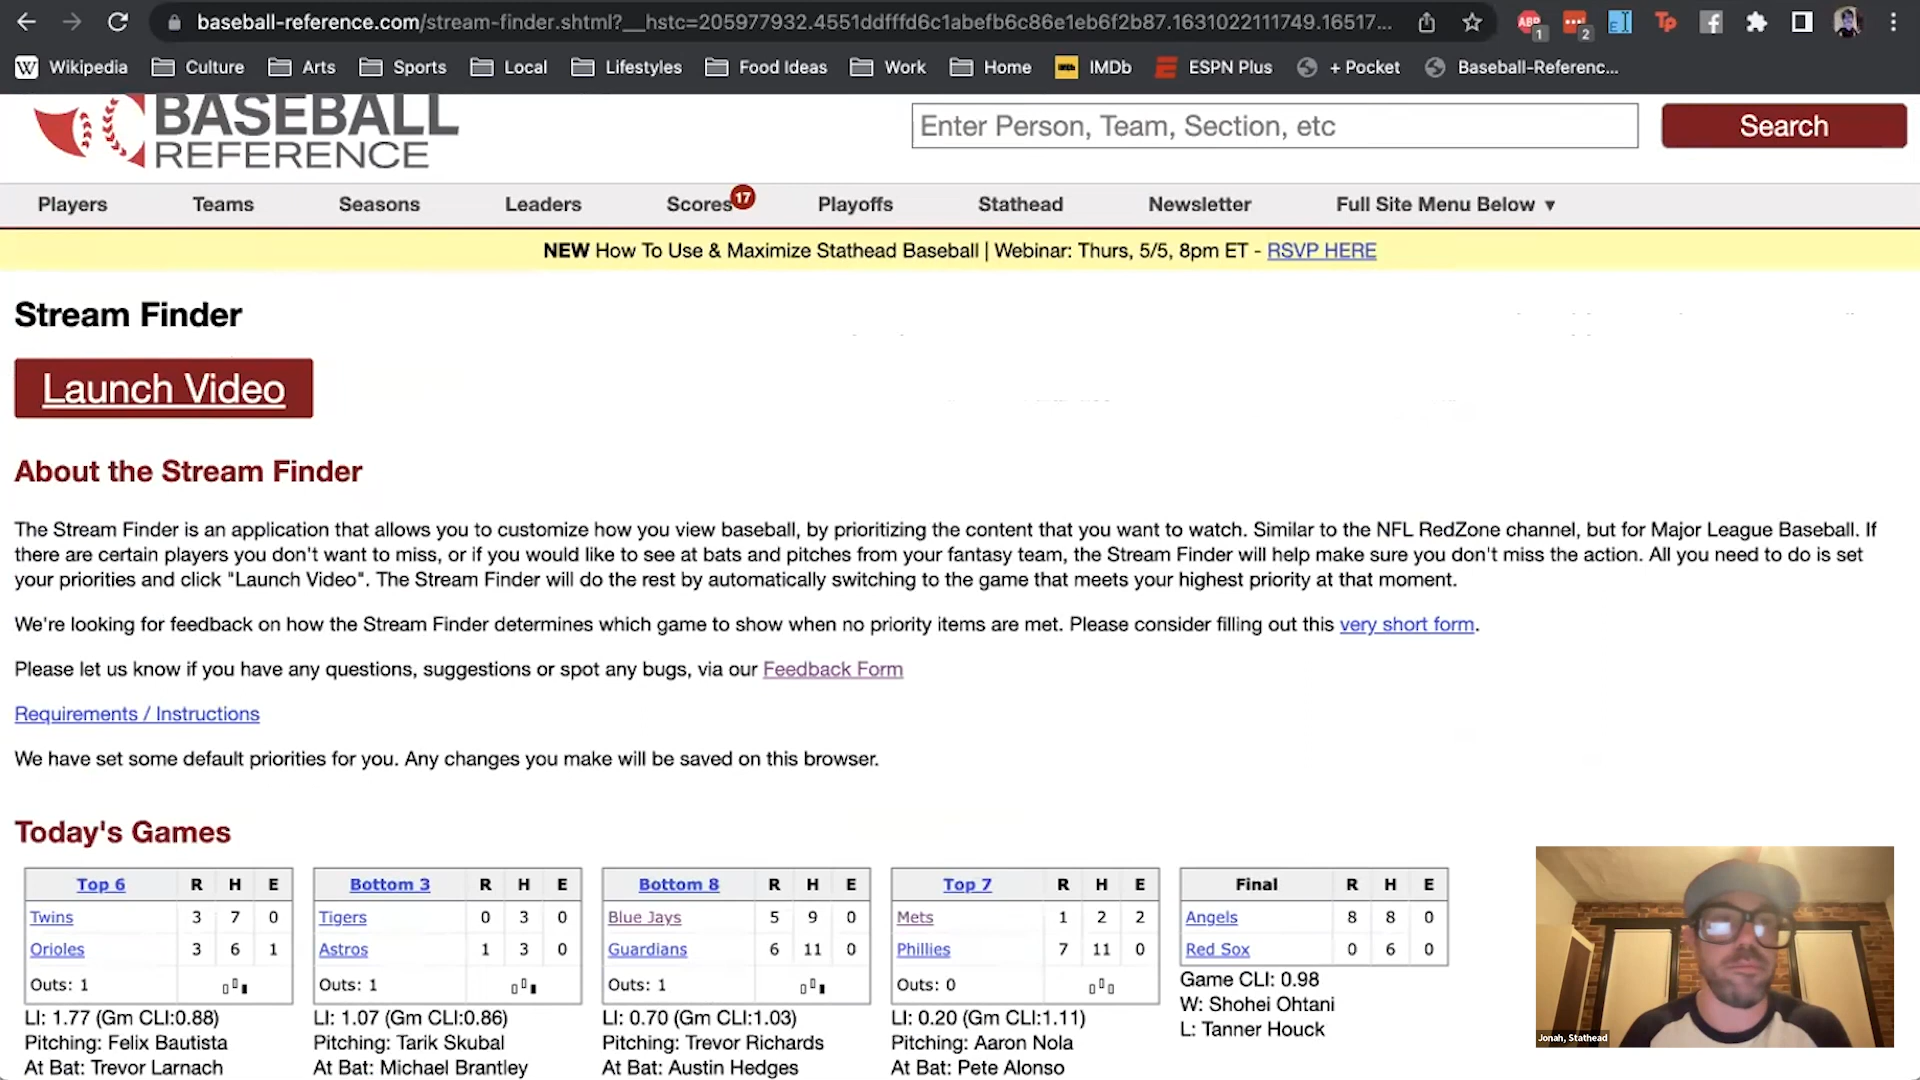 baseball-reference.com/stream-finder.shtml?__hstc=205977932.4551ddfffd6c1abefb6c86e1eb6f2b87.1631022111749.16517...
ABP 1 2 Tp
W Wikipedia Culture Arts Sports Local Lifestyles Food Ideas Work Home IMDb ESPN Plus + Pocket Baseball-Referenc...
BASEBALL
REFERENCE
Enter Person, Team, Section, etc Search
Players Teams Seasons Leaders Scores 17 Playoffs Stathead Newsletter Full Site Menu Below ▼
NEW How To Use & Maximize Stathead Baseball | Webinar: Thurs, 5/5, 8pm ET - RSVP HERE
Stream Finder
Launch Video
About the Stream Finder
The Stream Finder is an application that allows you to customize how you view baseball, by prioritizing the content that you want to watch. Similar to the NFL RedZone channel, but for Major League Baseball. If
there are certain players you don't want to miss, or if you would like to see at bats and pitches from your fantasy team, the Stream Finder will help make sure you don't miss the action. All you need to do is set
your priorities and click "Launch Video". The Stream Finder will do the rest by automatically switching to the game that meets your highest priority at that moment.
We're looking for feedback on how the Stream Finder determines which game to show when no priority items are met. Please consider filling out this very short form.
Please let us know if you have any questions, suggestions or spot any bugs, via our Feedback Form
Requirements / Instructions
We have set some default priorities for you. Any changes you make will be saved on this browser.
Today's Games
Top 6 R H E
Twins 3 7 0
Orioles 3 6 1
Outs: 1
LI: 1.77 (Gm CLI:0.88)
Pitching: Felix Bautista
At Bat: Trevor Larnach
Bottom 3 R H E
Tigers 0 3 0
Astros 1 3 0
Outs: 1
LI: 1.07 (Gm CLI:0.86)
Pitching: Tarik Skubal
At Bat: Michael Brantley
Bottom 8 R H E
Blue Jays 5 9 0
Guardians 6 11 0
Outs: 1
LI: 0.70 (Gm CLI:1.03)
Pitching: Trevor Richards
At Bat: Austin Hedges
Top 7 R H E
Mets 1 2 2
Phillies 7 11 0
Outs: 0
LI: 0.20 (Gm CLI:1.11)
Pitching: Aaron Nola
At Bat: Pete Alonso
Final R H E
Angels 8 8 0
Red Sox 0 6 0
Game CLI: 0.98
W: Shohei Ohtani
L: Tanner Houck
Jonah, Stathead